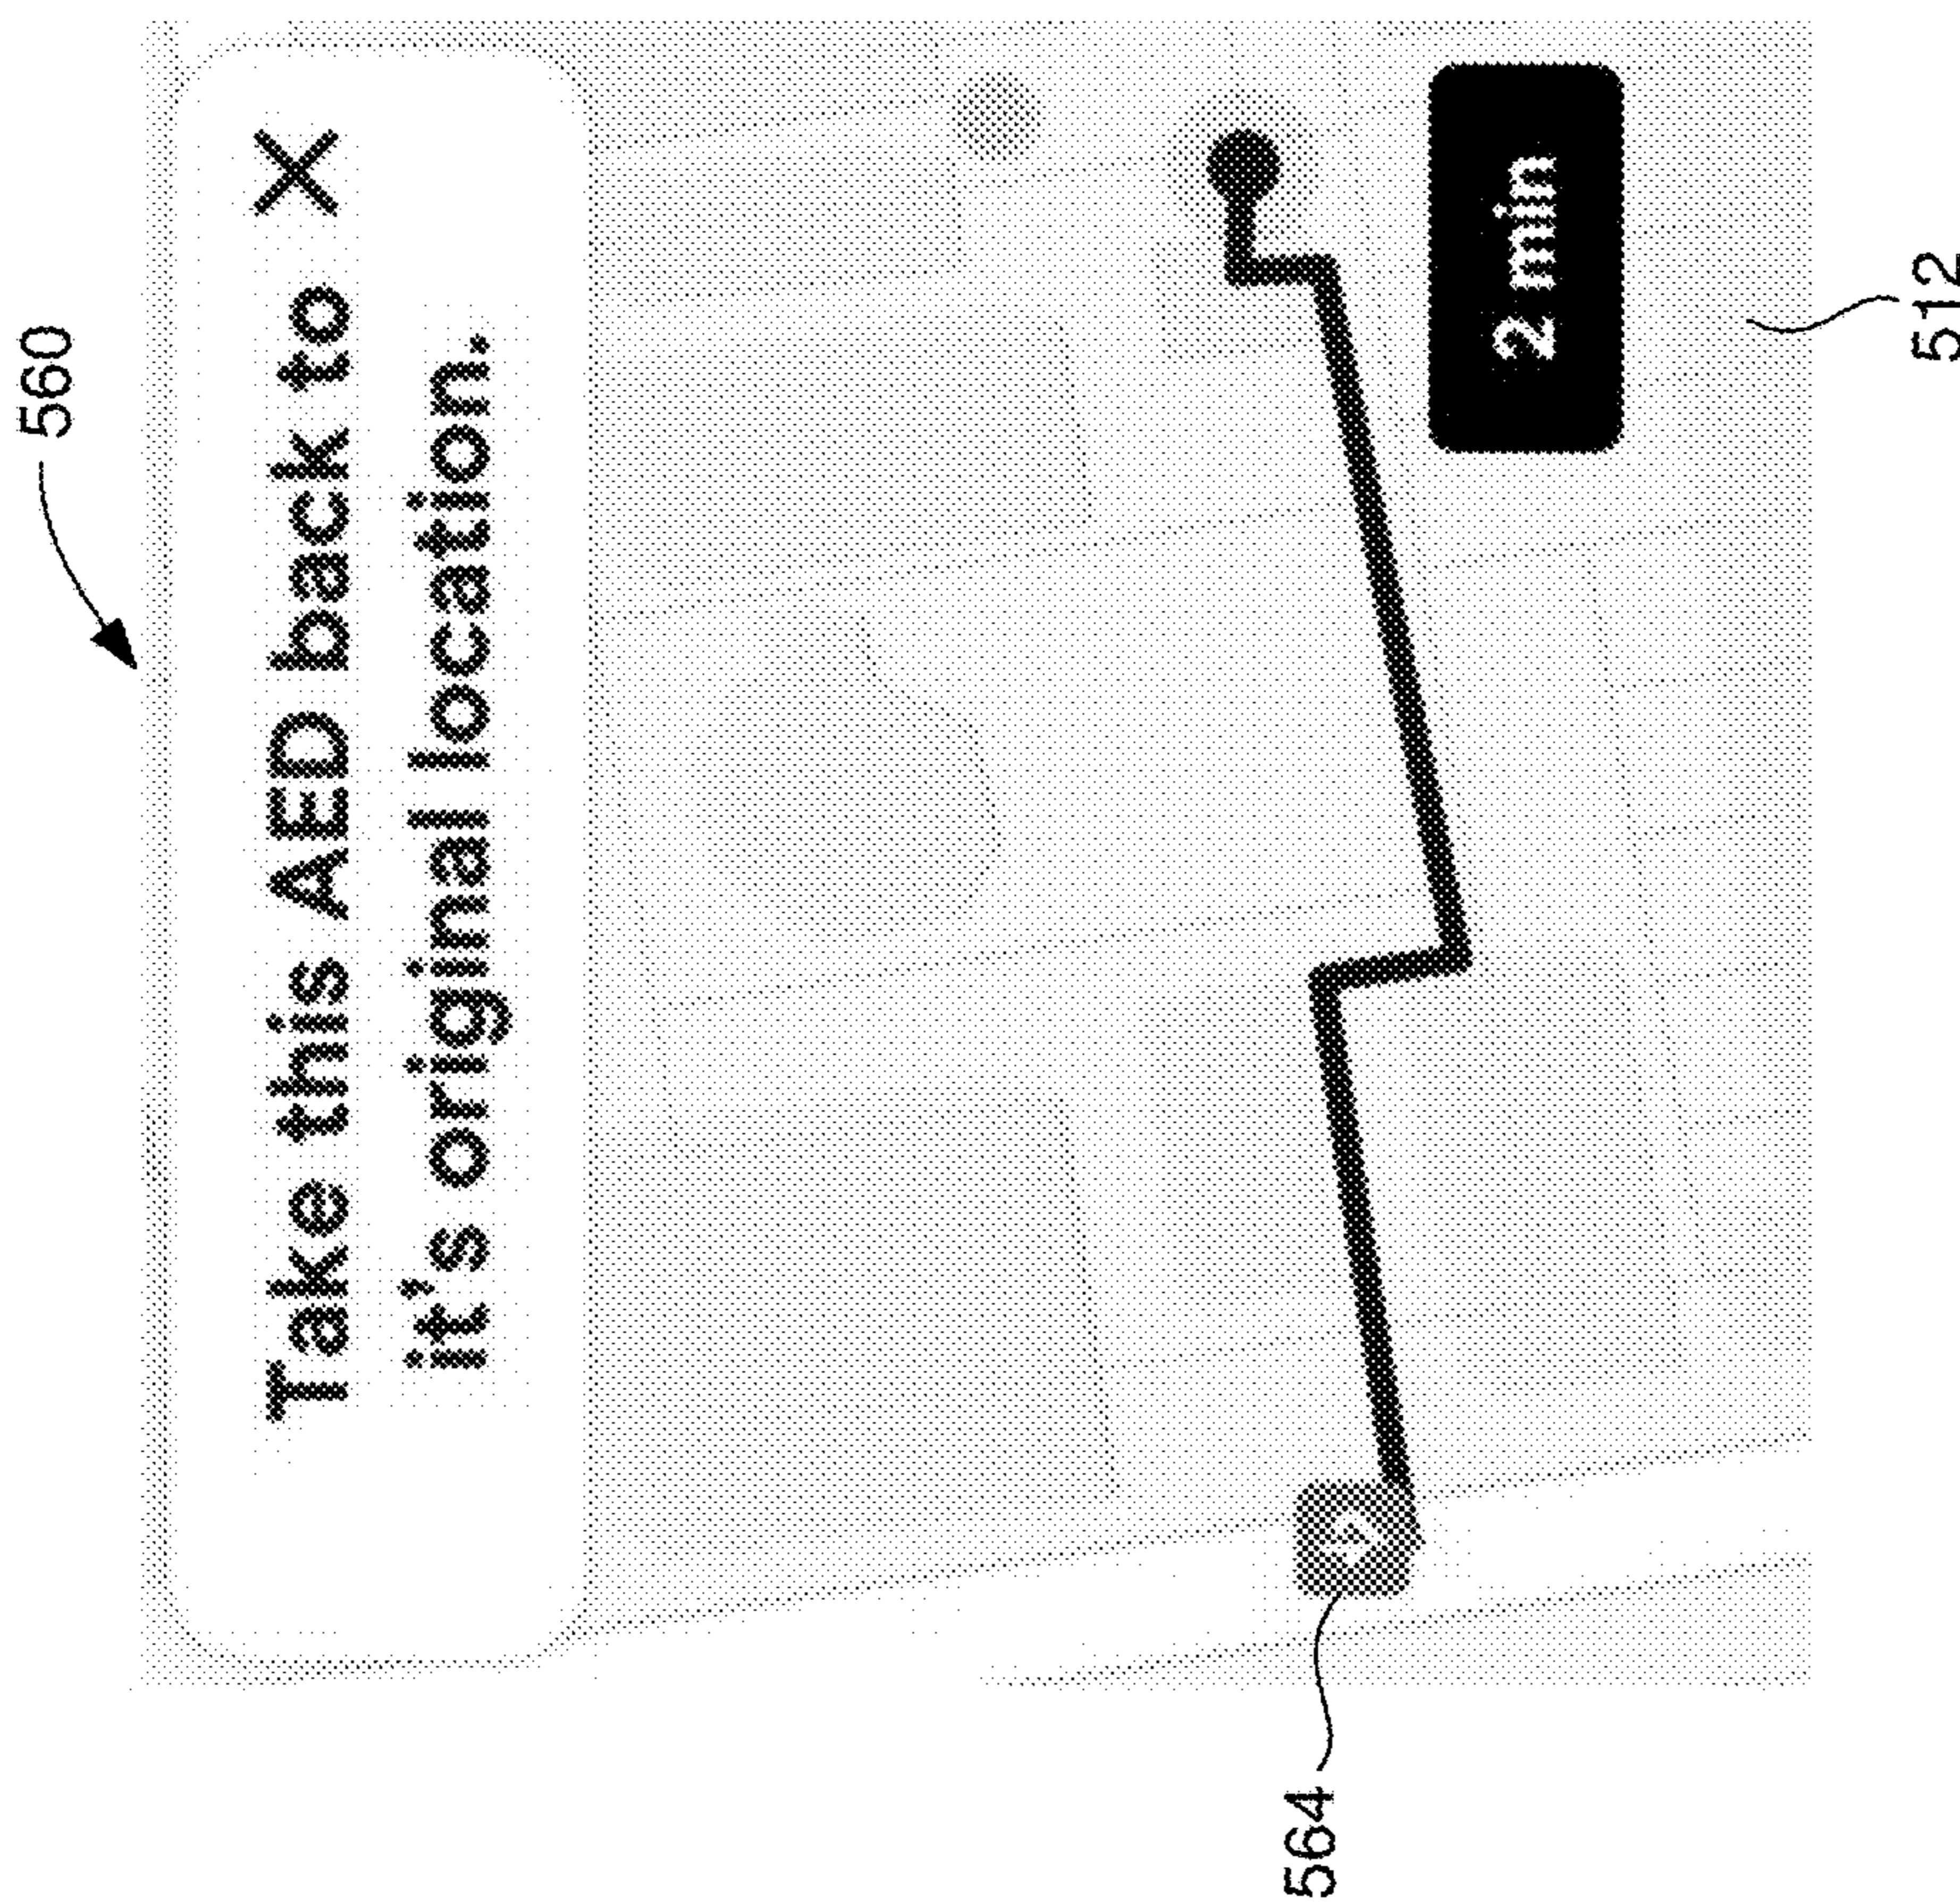 560
Take this AED back to X
it's original location.
2 min
564
512